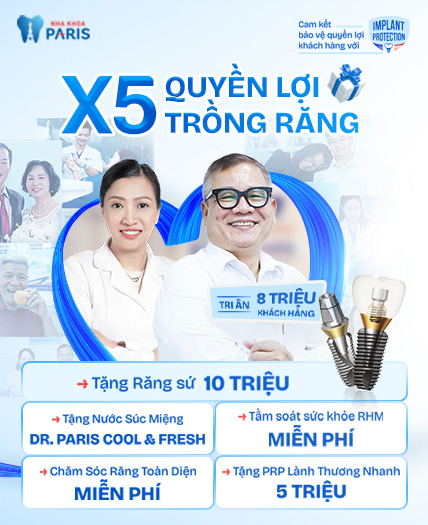 NHA KHOA
PARIS
Cam kết
bảo vệ quyền lợi
khách hàng với
IMPLANT
PROTECTION
X5 QUYỀN LỢI
TRỒNG RĂNG
TRI ÂN 8 TRIỆU
KHÁCH HÀNG
→ Tặng Răng sứ 10 TRIỆU
→ Tặng Nước Súc Miệng
DR. PARIS COOL & FRESH
→ Tầm soát sức khỏe RHM
MIỄN PHÍ
→ Chăm Sóc Răng Toàn Diện
MIỄN PHÍ
→ Tặng PRP Lành Thương Nhanh
5 TRIỆU